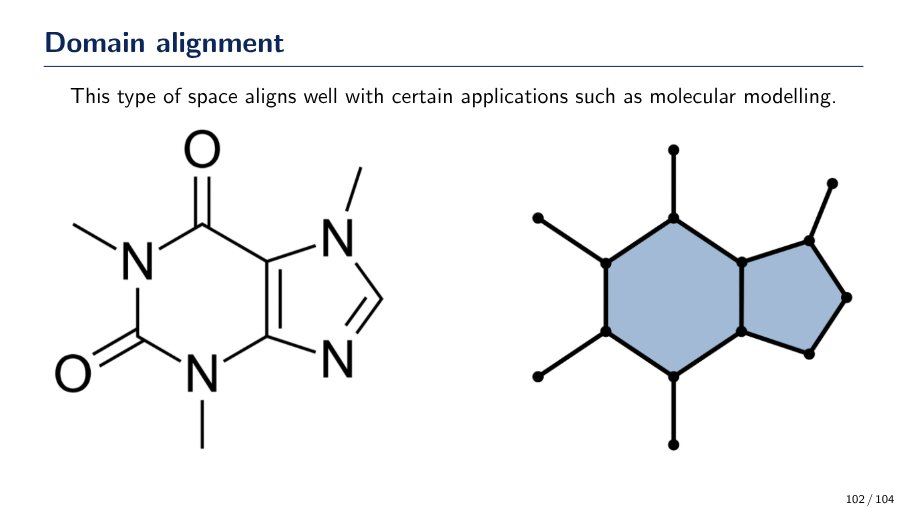 Domain alignment
This type of space aligns well with certain applications such as molecular modelling.
O
N
N
O
N
N
102 / 104